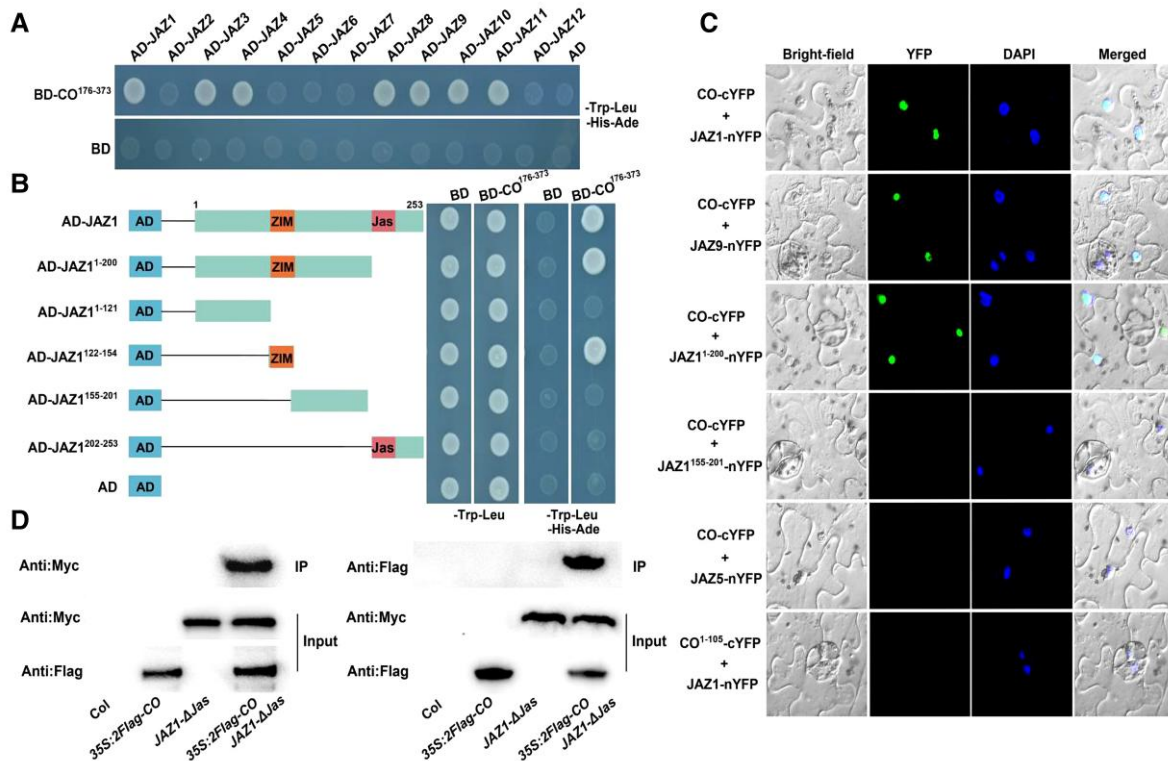 A
AD-JAZ1 AD-JAZ2 AD-JAZ3 AD-JAZ4 AD-JAZ5 AD-JAZ6 AD-JAZ7 AD-JAZ8 AD-JAZ9 AD-JAZ10 AD-JAZ11 AD-JAZ12 AD
BD-CO176-373
BD
-Trp-Leu
-His-Ade
B
BD BD-CO176-373 BD BD-CO176-373
1 253
AD-JAZ1 AD ZIM Jas
AD-JAZ11-200 AD ZIM
AD-JAZ11-121 AD
AD-JAZ1122-154 AD ZIM
AD-JAZ1155-201 AD
AD-JAZ1202-253 AD Jas
AD AD
-Trp-Leu
-Trp-Leu
-His-Ade
C
Bright-field YFP DAPI Merged
CO-cYFP
+
JAZ1-nYFP
CO-cYFP
+
JAZ9-nYFP
CO-cYFP
+
JAZ11-200-nYFP
CO-cYFP
+
JAZ1155-201-nYFP
CO-cYFP
+
JAZ5-nYFP
CO1-105-cYFP
+
JAZ1-nYFP
D
Anti:Myc IP
Anti:Myc
Input
Anti:Flag
Col 35S:2Flag-CO JAZ1-ΔJas 35S:2Flag-CO
JAZ1-ΔJas
Anti:Flag IP
Anti:Myc
Input
Anti:Flag
Col 35S:2Flag-CO JAZ1-ΔJas 35S:2Flag-CO
JAZ1-ΔJas